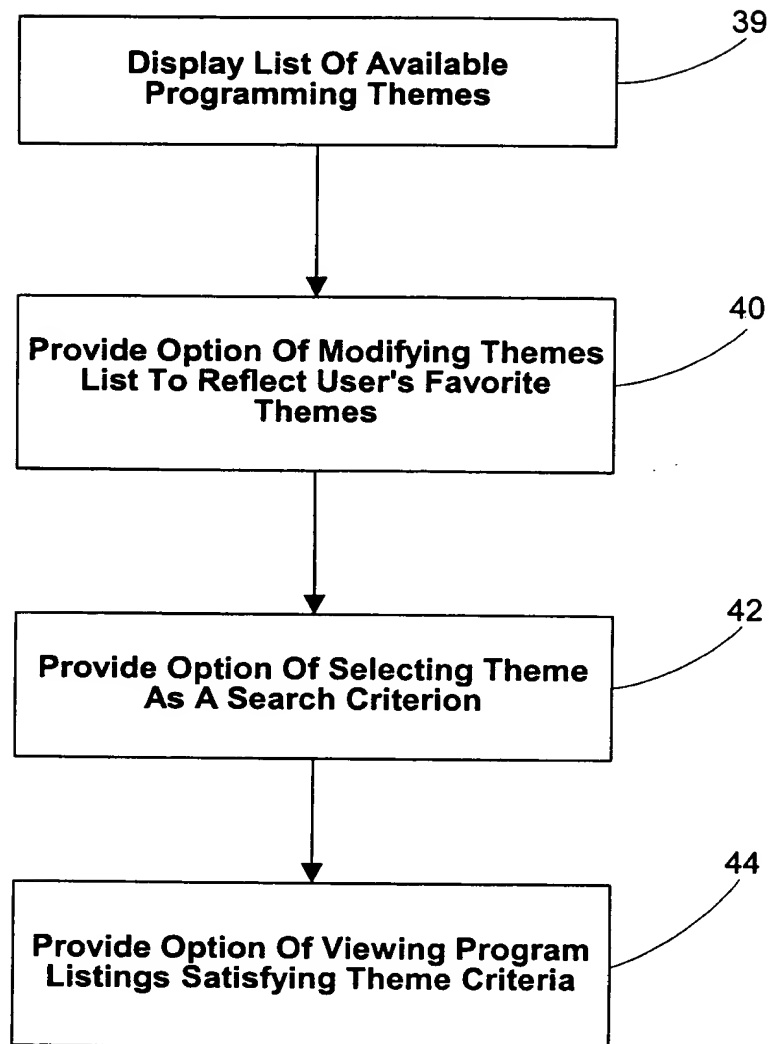 39
Display List Of Available
Programming Themes
40
Provide Option Of Modifying Themes
List To Reflect User's Favorite
Themes
42
Provide Option Of Selecting Theme
As A Search Criterion
44
Provide Option Of Viewing Program
Listings Satisfying Theme Criteria